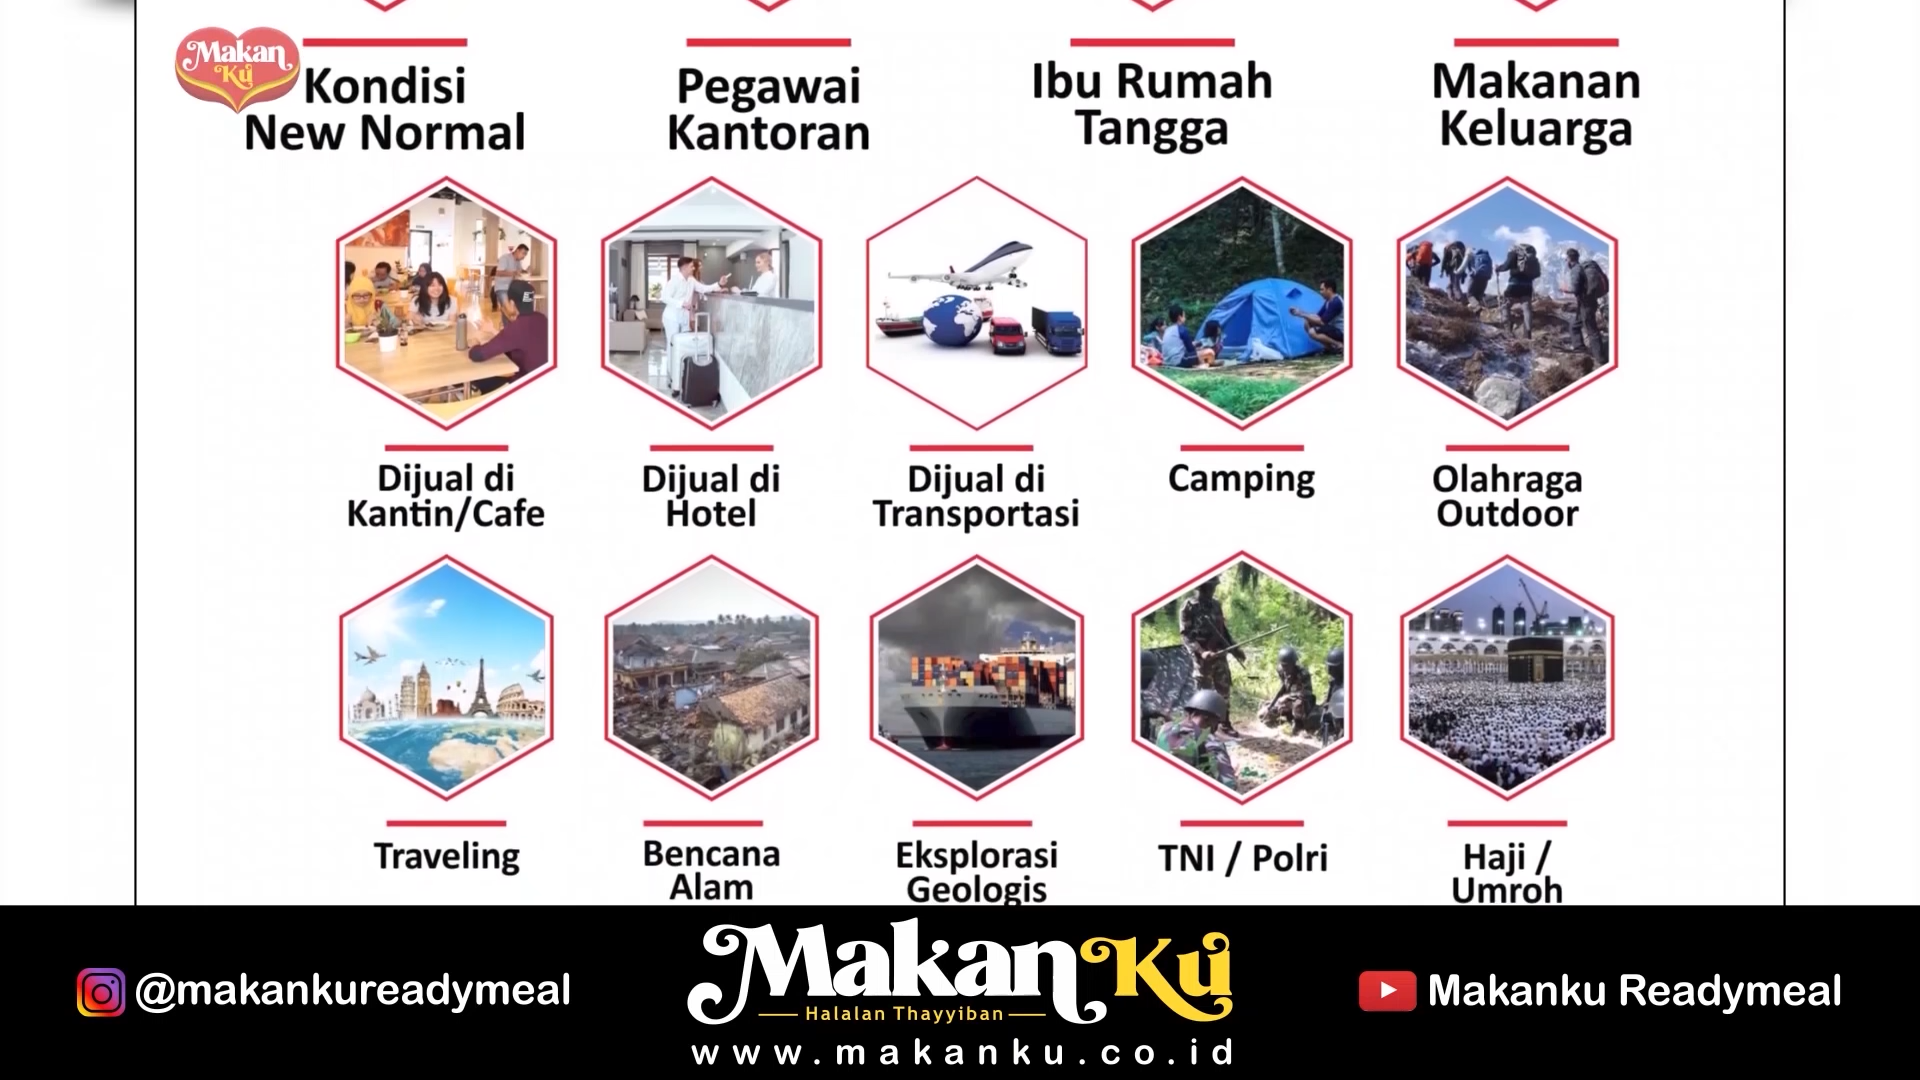 Makan
Ku
Kondisi
New Normal
Pegawai
Kantoran
Ibu Rumah
Tangga
Makanan
Keluarga
Dijual di
Kantin/Cafe
Dijual di
Hotel
Dijual di
Transportasi
Camping
Olahraga
Outdoor
Traveling
Bencana
Alam
Eksplorasi
Geologis
TNI / Polri
Haji /
Umroh
@makankureadymeal
MakanKu
Halalan Thayyiban
www.makanku.co.id
Makanku Readymeal